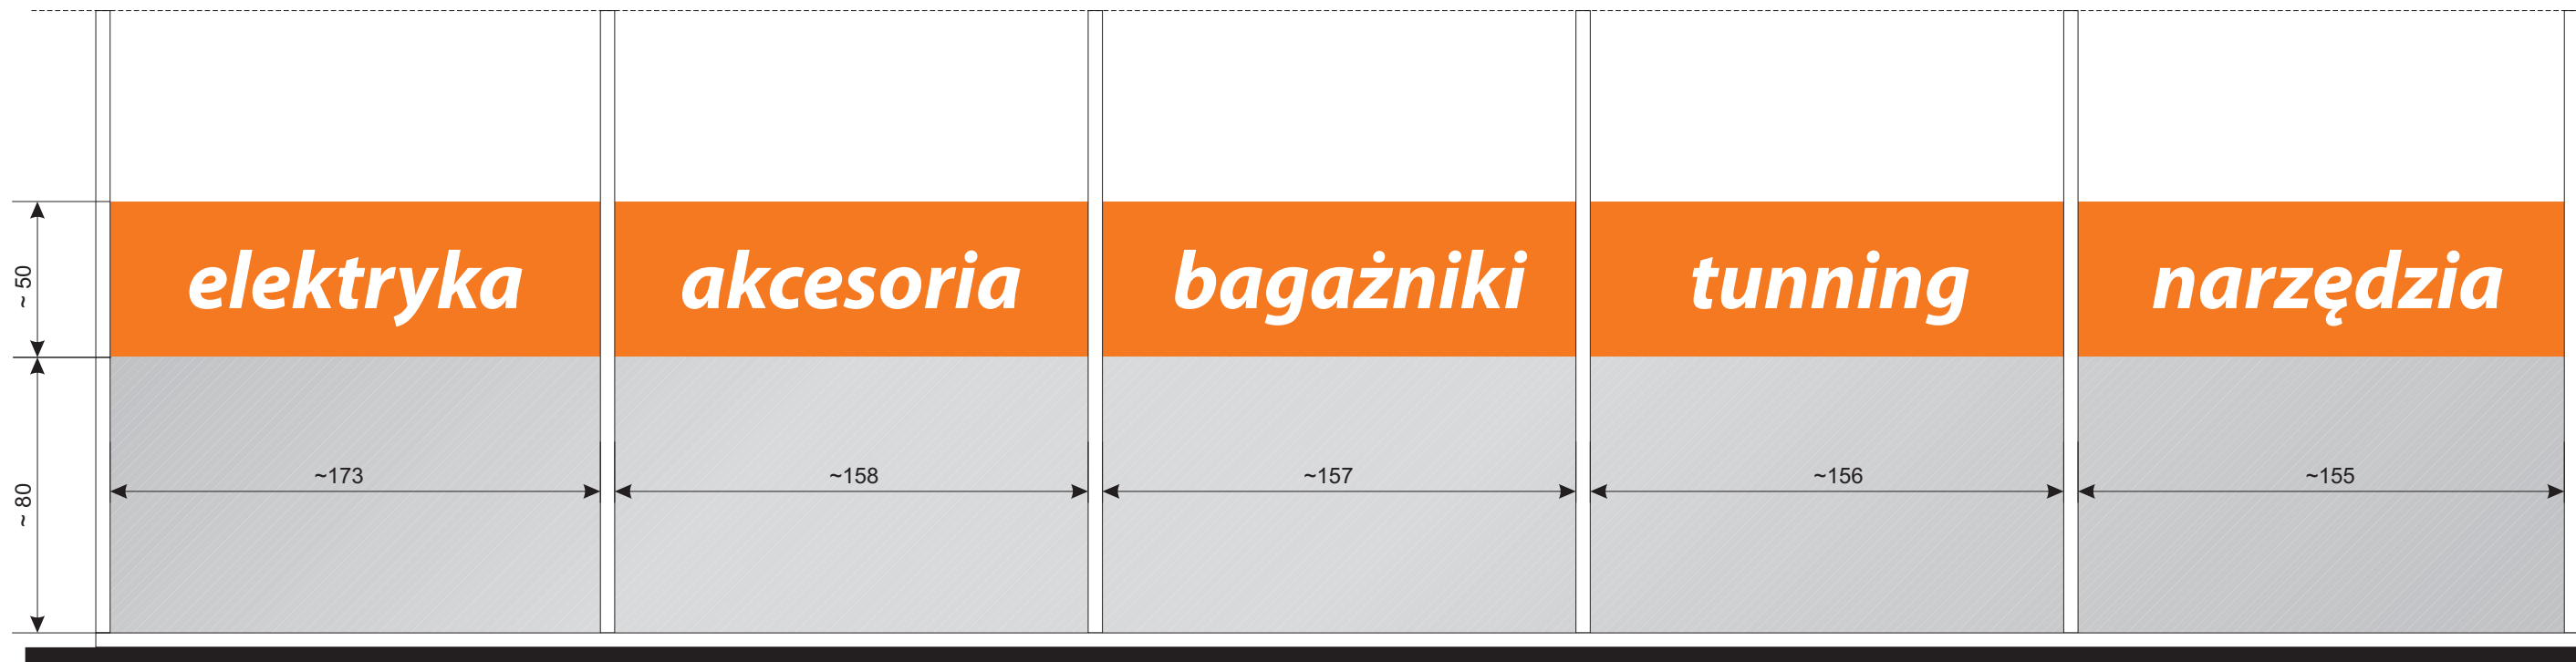 elektryka
akcesoria
bagażniki
tunning
narzędzia
~ 50
~ 80
~173
~158
~157
~156
~155